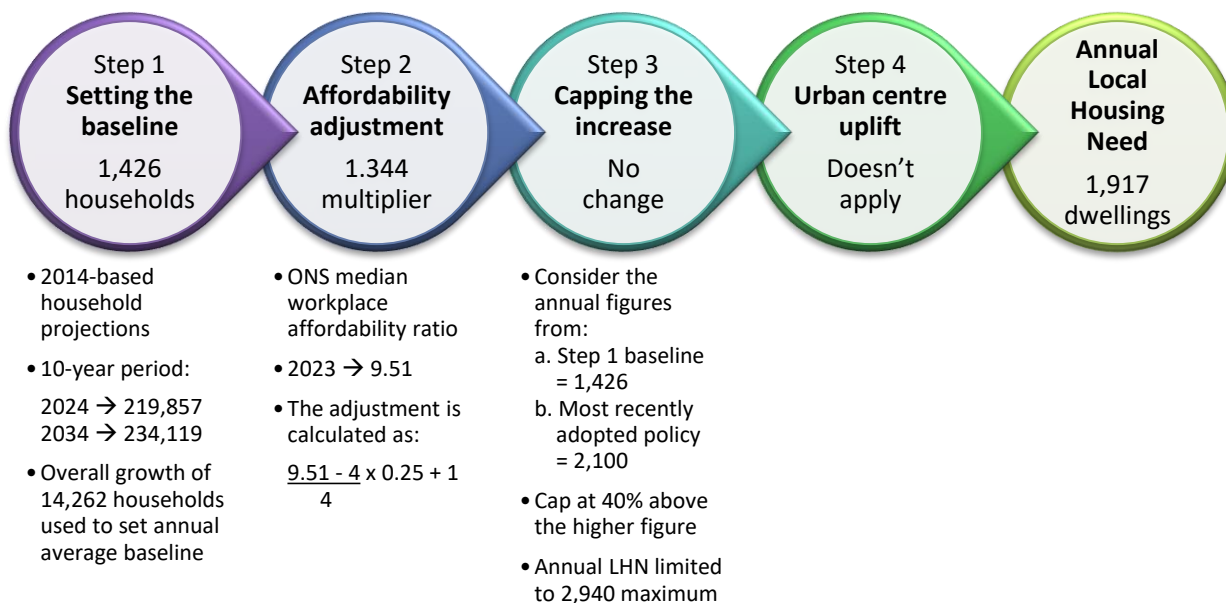 Step 1
Setting the
baseline
1,426
households
Step 2
Affordability
adjustment
1.344
multiplier
Step 3
Capping the
increase
No
change
Step 4
Urban centre
uplift
Doesn’t
apply
Annual
Local
Housing
Need
1,917
dwellings
• 2014-based
household
projections
• 10-year period:
2024 → 219,857
2034 → 234,119
• Overall growth of
14,262 households
used to set annual
average baseline
• ONS median
workplace
affordability ratio
• 2023 → 9.51
• The adjustment is
calculated as:
9.51 - 4 x 0.25 + 1
4
• Consider the
annual figures
from:
a. Step 1 baseline
= 1,426
b. Most recently
adopted policy
= 2,100
• Cap at 40% above
the higher figure
• Annual LHN limited
to 2,940 maximum